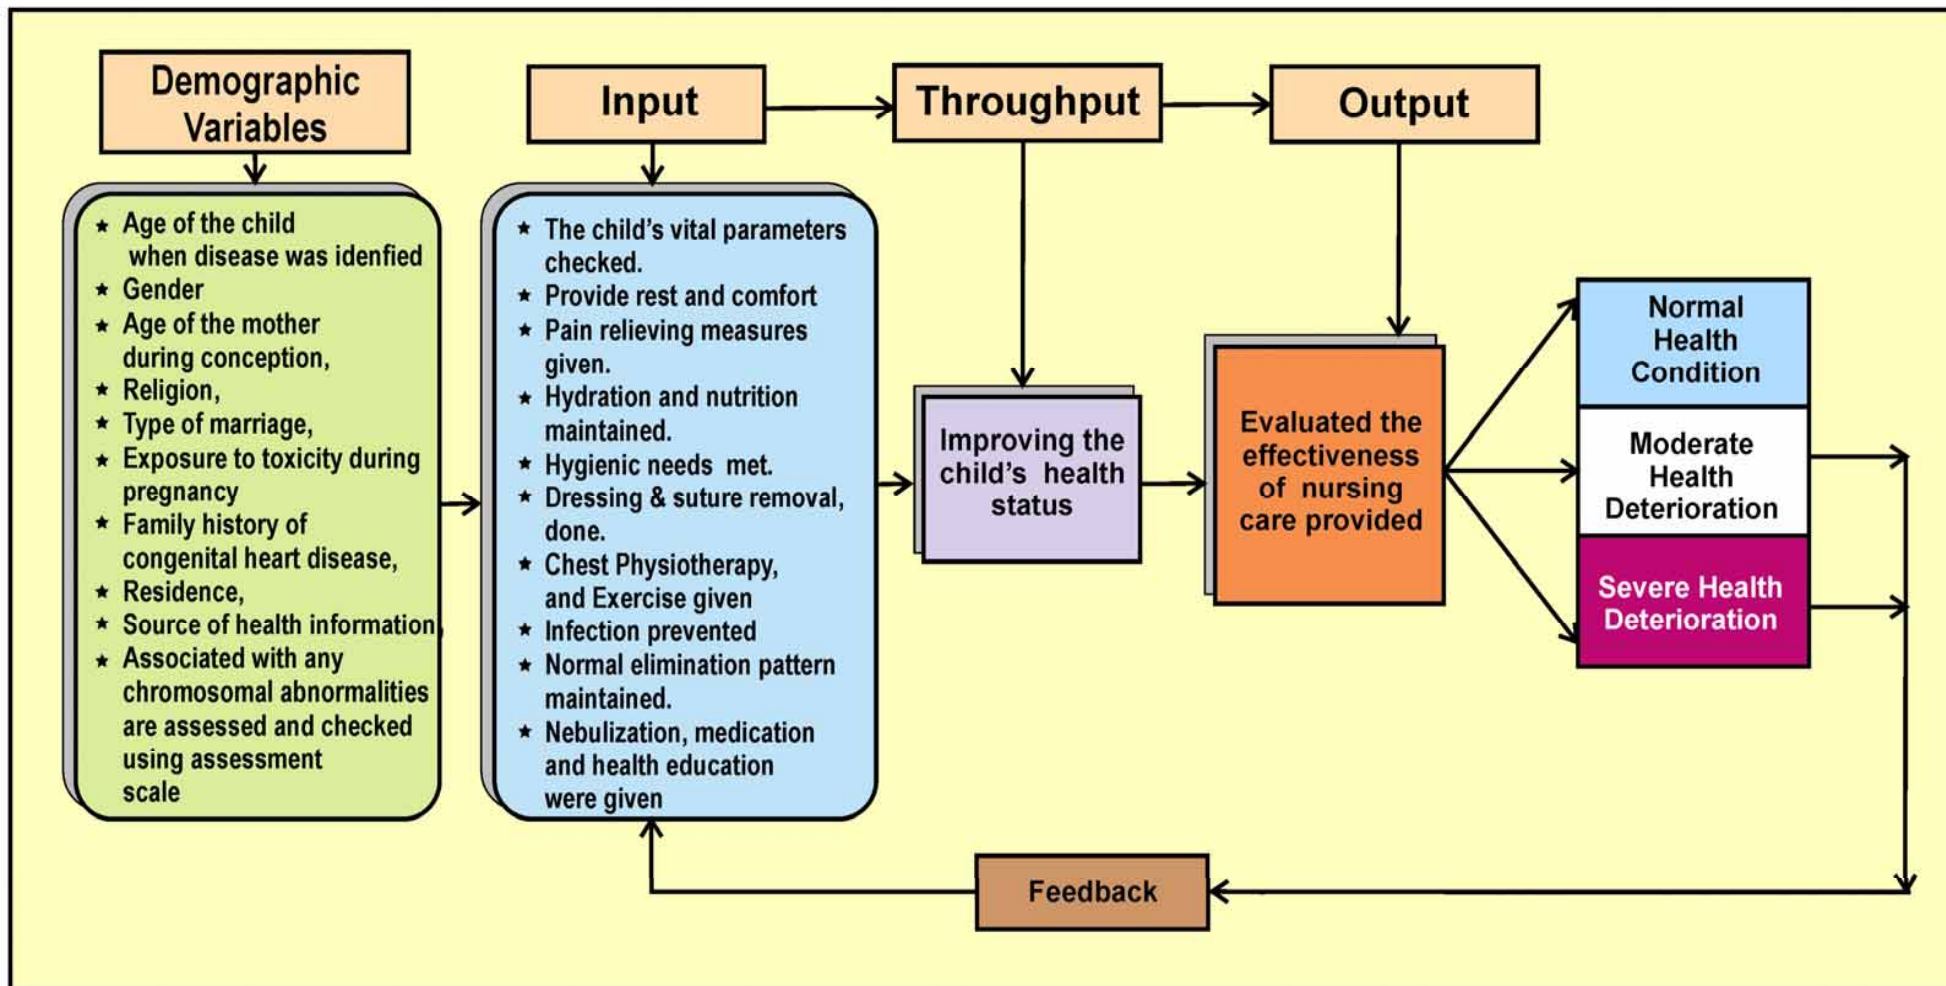 Demographic
Variables
Input
Throughput
Output
★ Age of the child
when disease was idenfied
★ Gender
★ Age of the mother
during conception,
★ Religion,
★ Type of marriage,
★ Exposure to toxicity during
pregnancy
★ Family history of
congenital heart disease,
★ Residence,
★ Source of health information,
★ Associated with any
chromosomal abnormalities
are assessed and checked
using assessment
scale
★ The child's vital parameters
checked.
★ Provide rest and comfort
★ Pain relieving measures
given.
★ Hydration and nutrition
maintained.
★ Hygienic needs met.
★ Dressing & suture removal,
done.
★ Chest Physiotherapy,
and Exercise given
★ Infection prevented
★ Normal elimination pattern
maintained.
★ Nebulization, medication
and health education
were given
Improving the
child's health
status
Evaluated the
effectiveness
of nursing
care provided
Normal
Health
Condition
Moderate
Health
Deterioration
Severe Health
Deterioration
Feedback